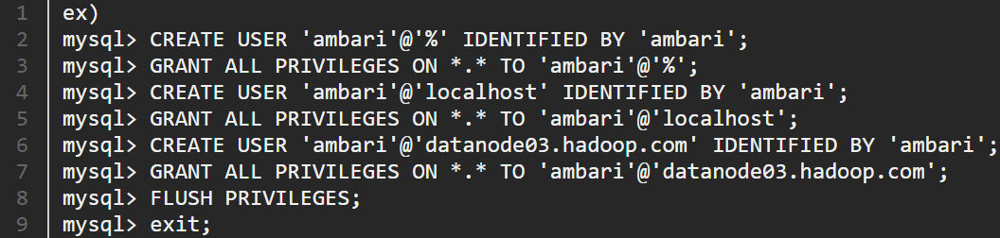 1 ex)
2 mysql> CREATE USER 'ambari'@'%' IDENTIFIED BY 'ambari';
3 mysql> GRANT ALL PRIVILEGES ON *.* TO 'ambari'@'%';
4 mysql> CREATE USER 'ambari'@'localhost' IDENTIFIED BY 'ambari';
5 mysql> GRANT ALL PRIVILEGES ON *.* TO 'ambari'@'localhost';
6 mysql> CREATE USER 'ambari'@'datanode03.hadoop.com' IDENTIFIED BY 'ambari';
7 mysql> GRANT ALL PRIVILEGES ON *.* TO 'ambari'@'datanode03.hadoop.com';
8 mysql> FLUSH PRIVILEGES;
9 mysql> exit;